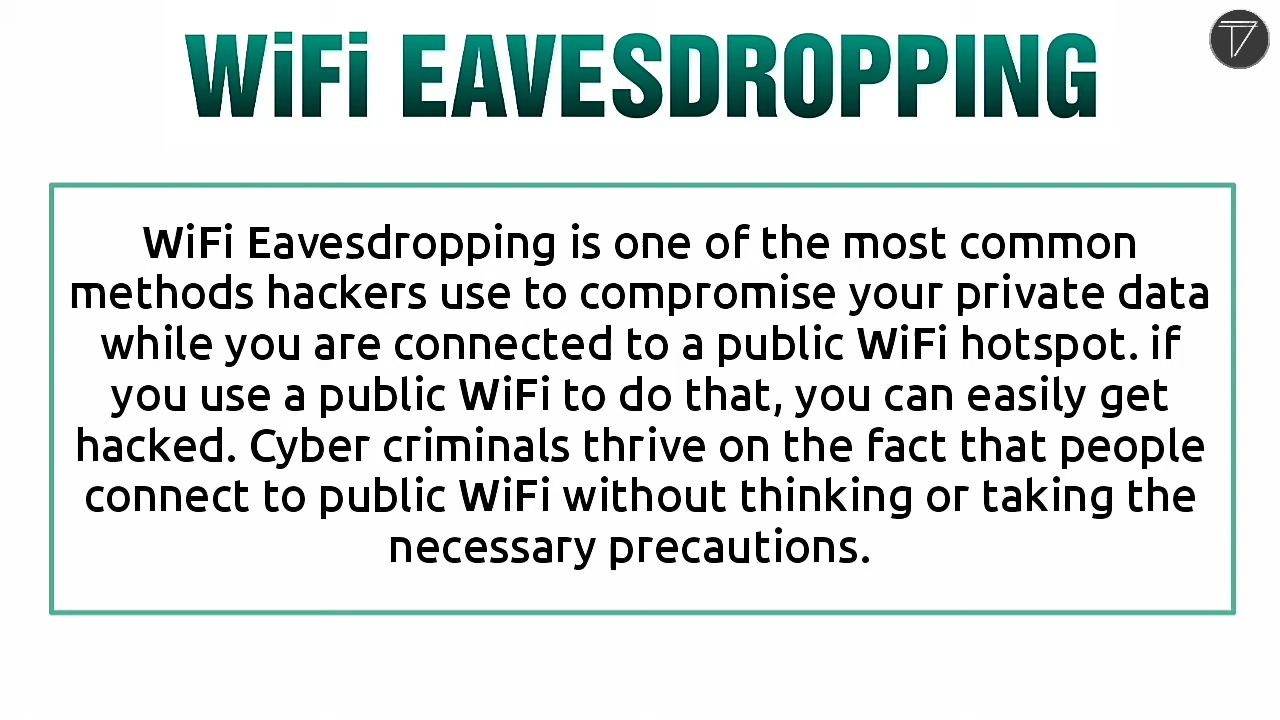 WiFi EAVESDROPPING
WiFi Eavesdropping is one of the most common
methods hackers use to compromise your private data
while you are connected to a public WiFi hotspot. if
you use a public WiFi to do that, you can easily get
hacked. Cyber criminals thrive on the fact that people
connect to public WiFi without thinking or taking the
necessary precautions.